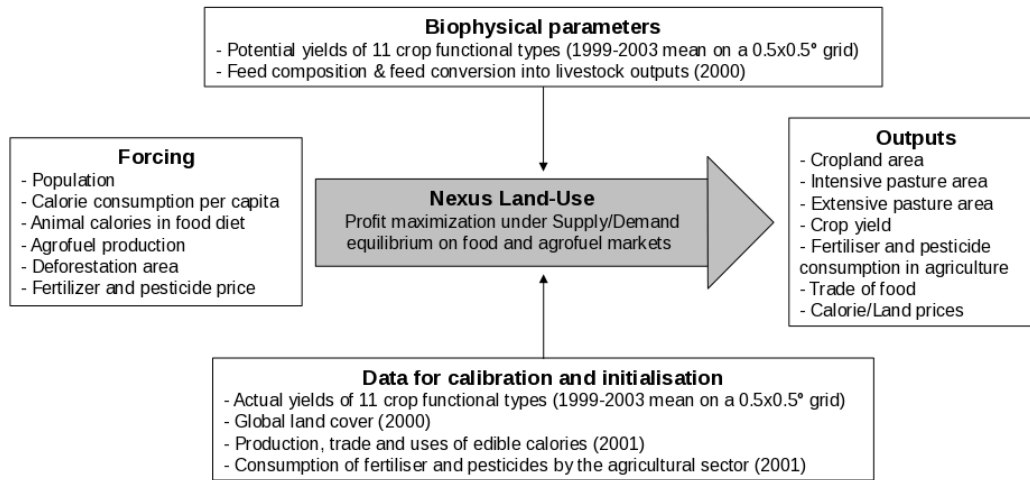 Biophysical parameters
- Potential yields of 11 crop functional types (1999-2003 mean on a 0.5x0.5° grid)
- Feed composition & feed conversion into livestock outputs (2000)
Forcing
- Population
- Calorie consumption per capita
- Animal calories in food diet
- Agrofuel production
- Deforestation area
- Fertilizer and pesticide price
Nexus Land-Use
Profit maximization under Supply/Demand
equilibrium on food and agrofuel markets
Outputs
- Cropland area
- Intensive pasture area
- Extensive pasture area
- Crop yield
- Fertiliser and pesticide
consumption in agriculture
- Trade of food
- Calorie/Land prices
Data for calibration and initialisation
- Actual yields of 11 crop functional types (1999-2003 mean on a 0.5x0.5° grid)
- Global land cover (2000)
- Production, trade and uses of edible calories (2001)
- Consumption of fertiliser and pesticides by the agricultural sector (2001)